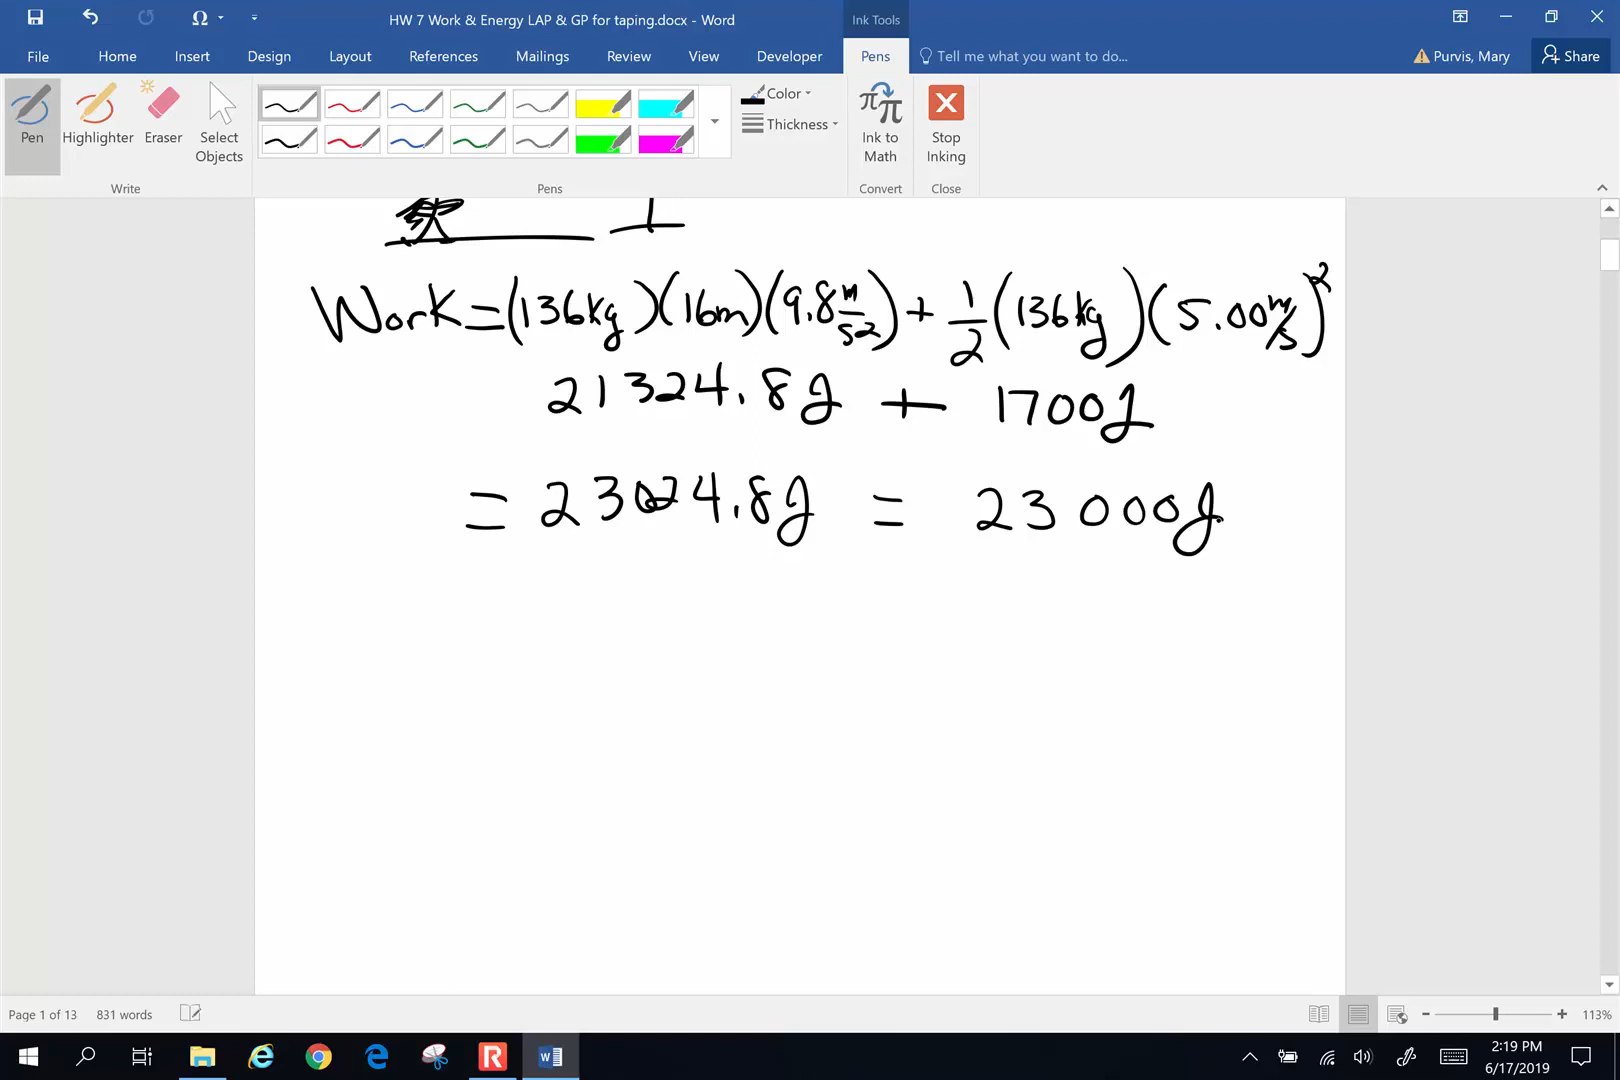 HW 7 Work & Energy LAP & GP for taping.docx - Word
Ink Tools
File Home Insert Design Layout References Mailings Review View Developer Pens Tell me what you want to do... Purvis, Mary Share
Pen Highlighter Eraser Select Objects
Color
Thickness
Ink to Math
Stop Inking
Write Pens Convert Close
Work = (136kg)(16m)(9.8 m/s2) + 1/2 (136kg)(5.00 m/s)²
21324.8J + 1700J
= 23024.8J = 23000J
Page 1 of 13 831 words 113%
2:19 PM
6/17/2019